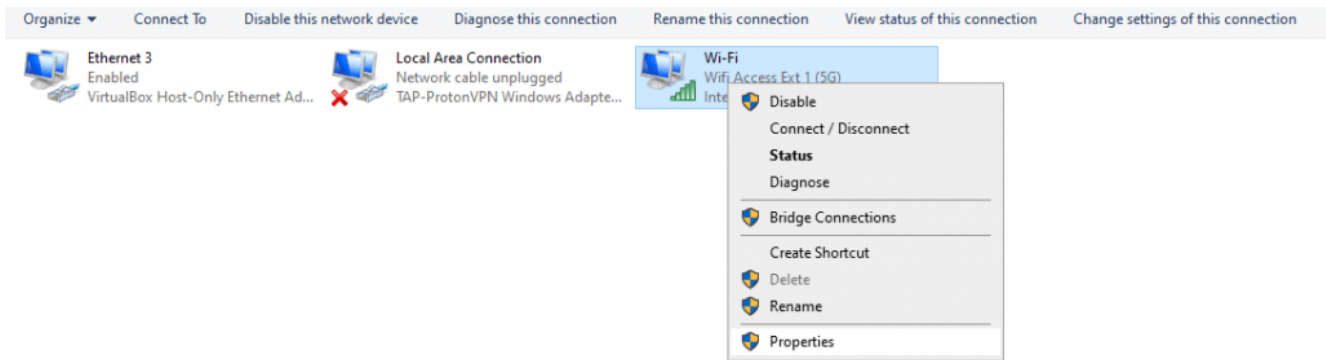 Organize Connect To Disable this network device Diagnose this connection Rename this connection View status of this connection Change settings of this connection
Ethernet 3
Enabled
VirtualBox Host-Only Ethernet Ad...
Local Area Connection
Network cable unplugged
TAP-ProtonVPN Windows Adapte...
Wi-Fi
Wifi Access Ext 1 (5G)
Inte
Disable
Connect / Disconnect
Status
Diagnose
Bridge Connections
Create Shortcut
Delete
Rename
Properties